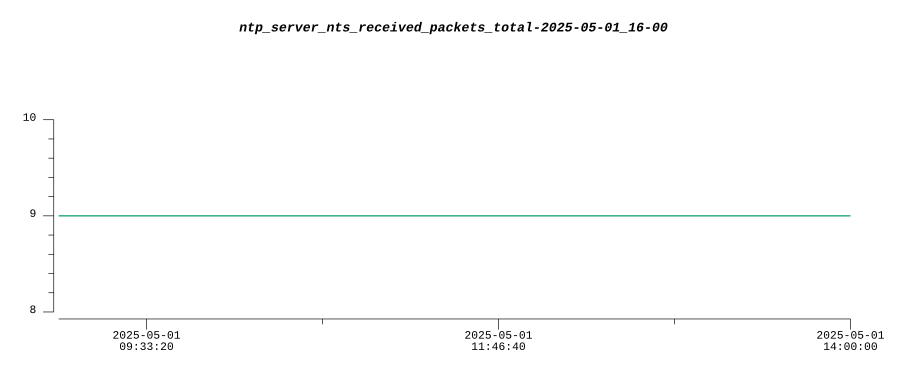 ntp_server_nts_received_packets_total-2025-05-01_16-00
10
9
8
2025-05-01 2025-05-01 2025-05-01
09:33:20 11:46:40 14:00:00